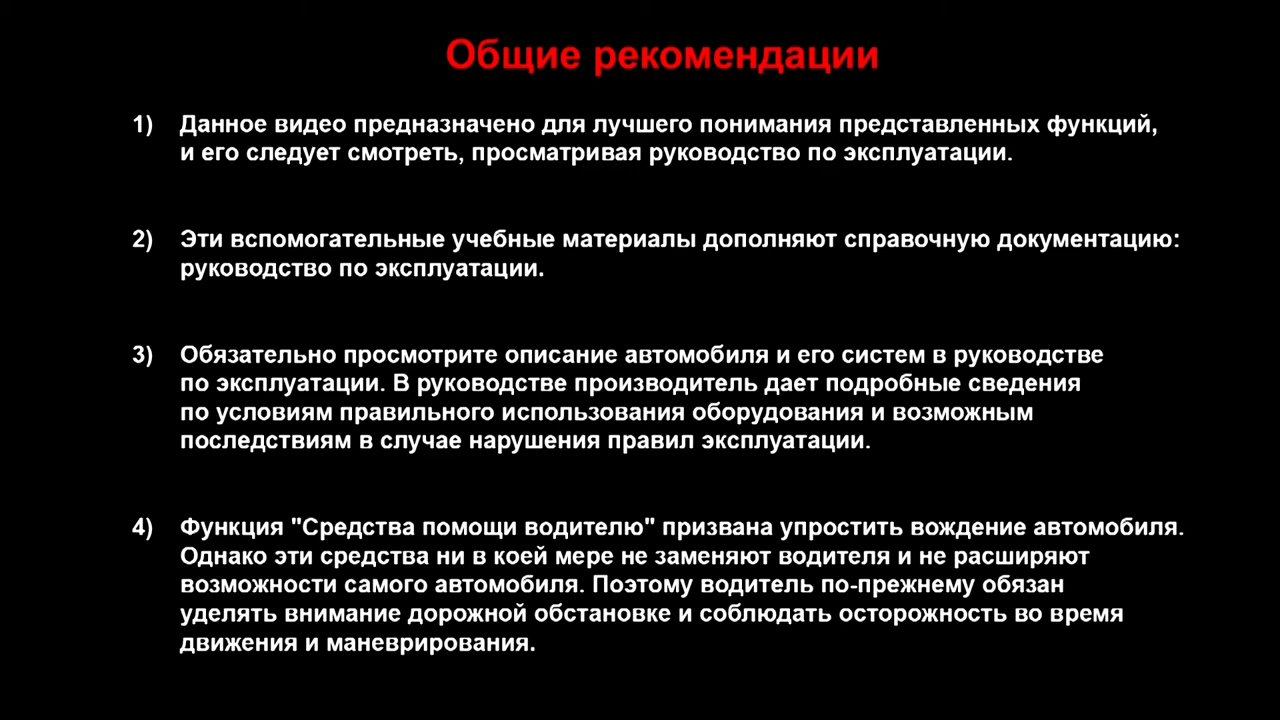 Общие рекомендации
1) Данное видео предназначено для лучшего понимания представленных функций,
и его следует смотреть, просматривая руководство по эксплуатации.
2) Эти вспомогательные учебные материалы дополняют справочную документацию:
руководство по эксплуатации.
3) Обязательно просмотрите описание автомобиля и его систем в руководстве
по эксплуатации. В руководстве производитель дает подробные сведения
по условиям правильного использования оборудования и возможным
последствиям в случае нарушения правил эксплуатации.
4) Функция "Средства помощи водителю" призвана упростить вождение автомобиля.
Однако эти средства ни в коей мере не заменяют водителя и не расширяют
возможности самого автомобиля. Поэтому водитель по-прежнему обязан
уделять внимание дорожной обстановке и соблюдать осторожность во время
движения и маневрирования.